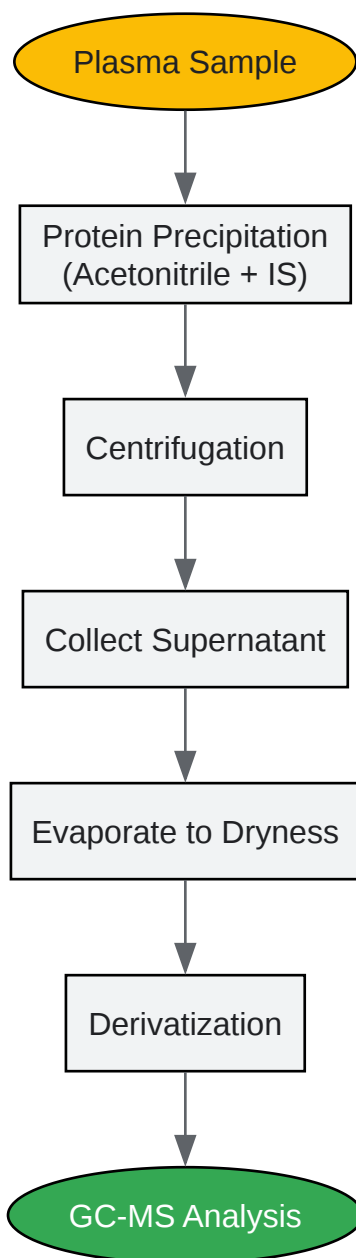 Plasma Sample
Protein Precipitation
(Acetonitrile + IS)
Centrifugation
Collect Supernatant
Evaporate to Dryness
Derivatization
GC-MS Analysis